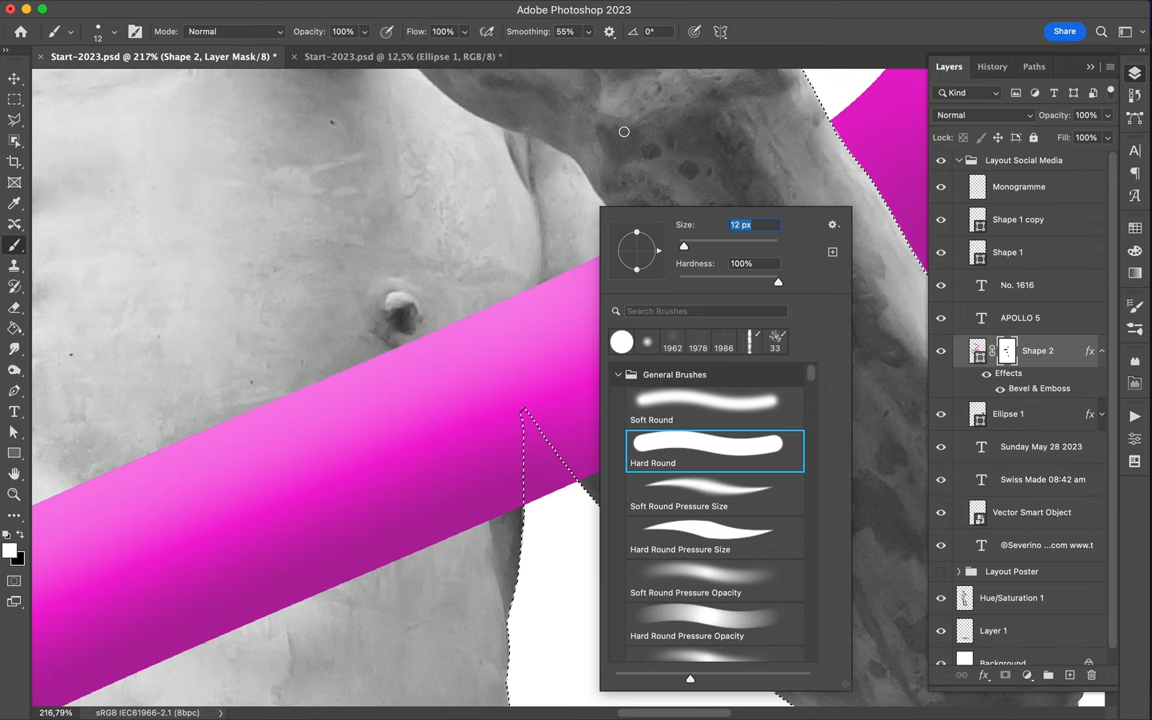 Adobe Photoshop 2023
12
Mode: Normal
Opacity: 100%
Flow: 100%
Smoothing: 55%
0°
Share
Start-2023.psd @ 217% (Shape 2, Layer Mask/8) *
Start-2023.psd @ 12,5% (Ellipse 1, RGB/8) *
Layers
History
Paths
Kind
Normal
Opacity: 100%
Lock:
Fill: 100%
Layout Social Media
Monogramme
Shape 1 copy
Shape 1
No. 1616
APOLLO 5
Shape 2
fx
Effects
Bevel & Emboss
Ellipse 1
fx
Sunday May 28 2023
Swiss Made 08:42 am
Vector Smart Object
©Severino ...com www.t
Layout Poster
Hue/Saturation 1
Layer 1
Background
fx
Size: 12 px
Hardness: 100%
Search Brushes
1962 1978 1986 33
General Brushes
Soft Round
Hard Round
Soft Round Pressure Size
Hard Round Pressure Size
Soft Round Pressure Opacity
Hard Round Pressure Opacity
216,79%
sRGB IEC61966-2.1 (8bpc)